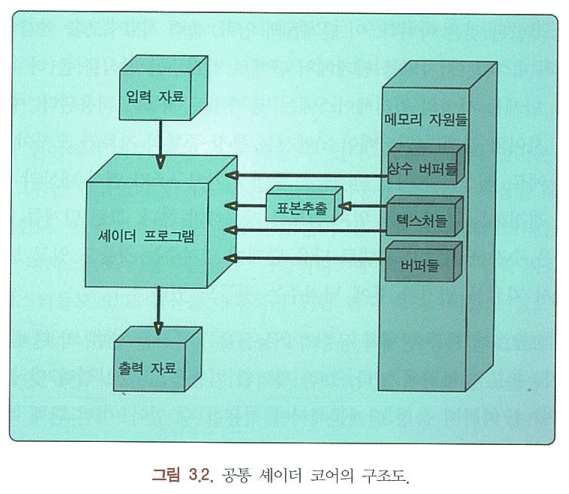 입력 자료
메모리 자원들
상수 버퍼들
표본추출
텍스처들
셰이더 프로그램
버퍼들
출력 자료
그림 3.2. 공통 셰이더 코어의 구조도.